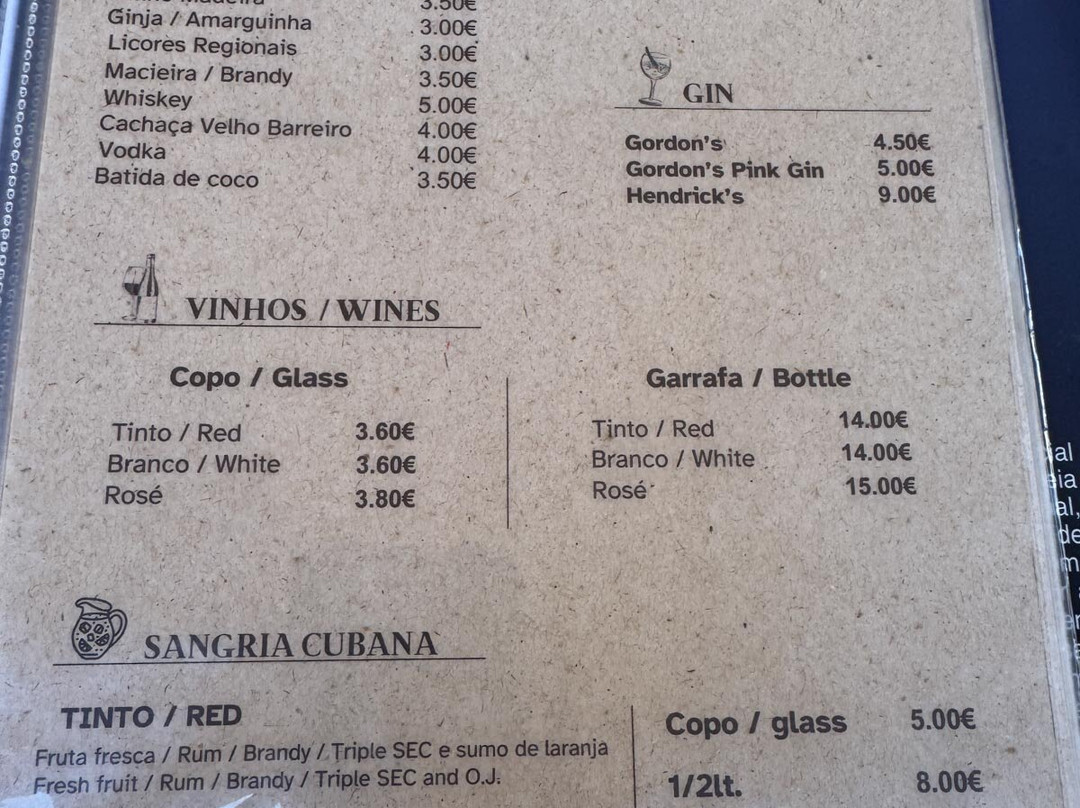 Madeira 3.50€
Ginja / Amarguinha 3.00€
Licores Regionais 3.00€
Macieira / Brandy 3.50€
Whiskey 5.00€
Cachaça Velho Barreiro 4.00€
Vodka 4.00€
Batida de coco 3.50€
GIN
Gordon's 4.50€
Gordon's Pink Gin 5.00€
Hendrick's 9.00€
VINHOS / WINES
Copo / Glass
Tinto / Red 3.60€
Branco / White 3.60€
Rosé 3.80€
Garrafa / Bottle
Tinto / Red 14.00€
Branco / White 14.00€
Rosé 15.00€
SANGRIA CUBANA
TINTO / RED
Fruta fresca / Rum / Brandy / Triple SEC e sumo de laranja
Fresh fruit / Rum / Brandy / Triple SEC and O.J.
Copo / glass 5.00€
1/2lt. 8.00€